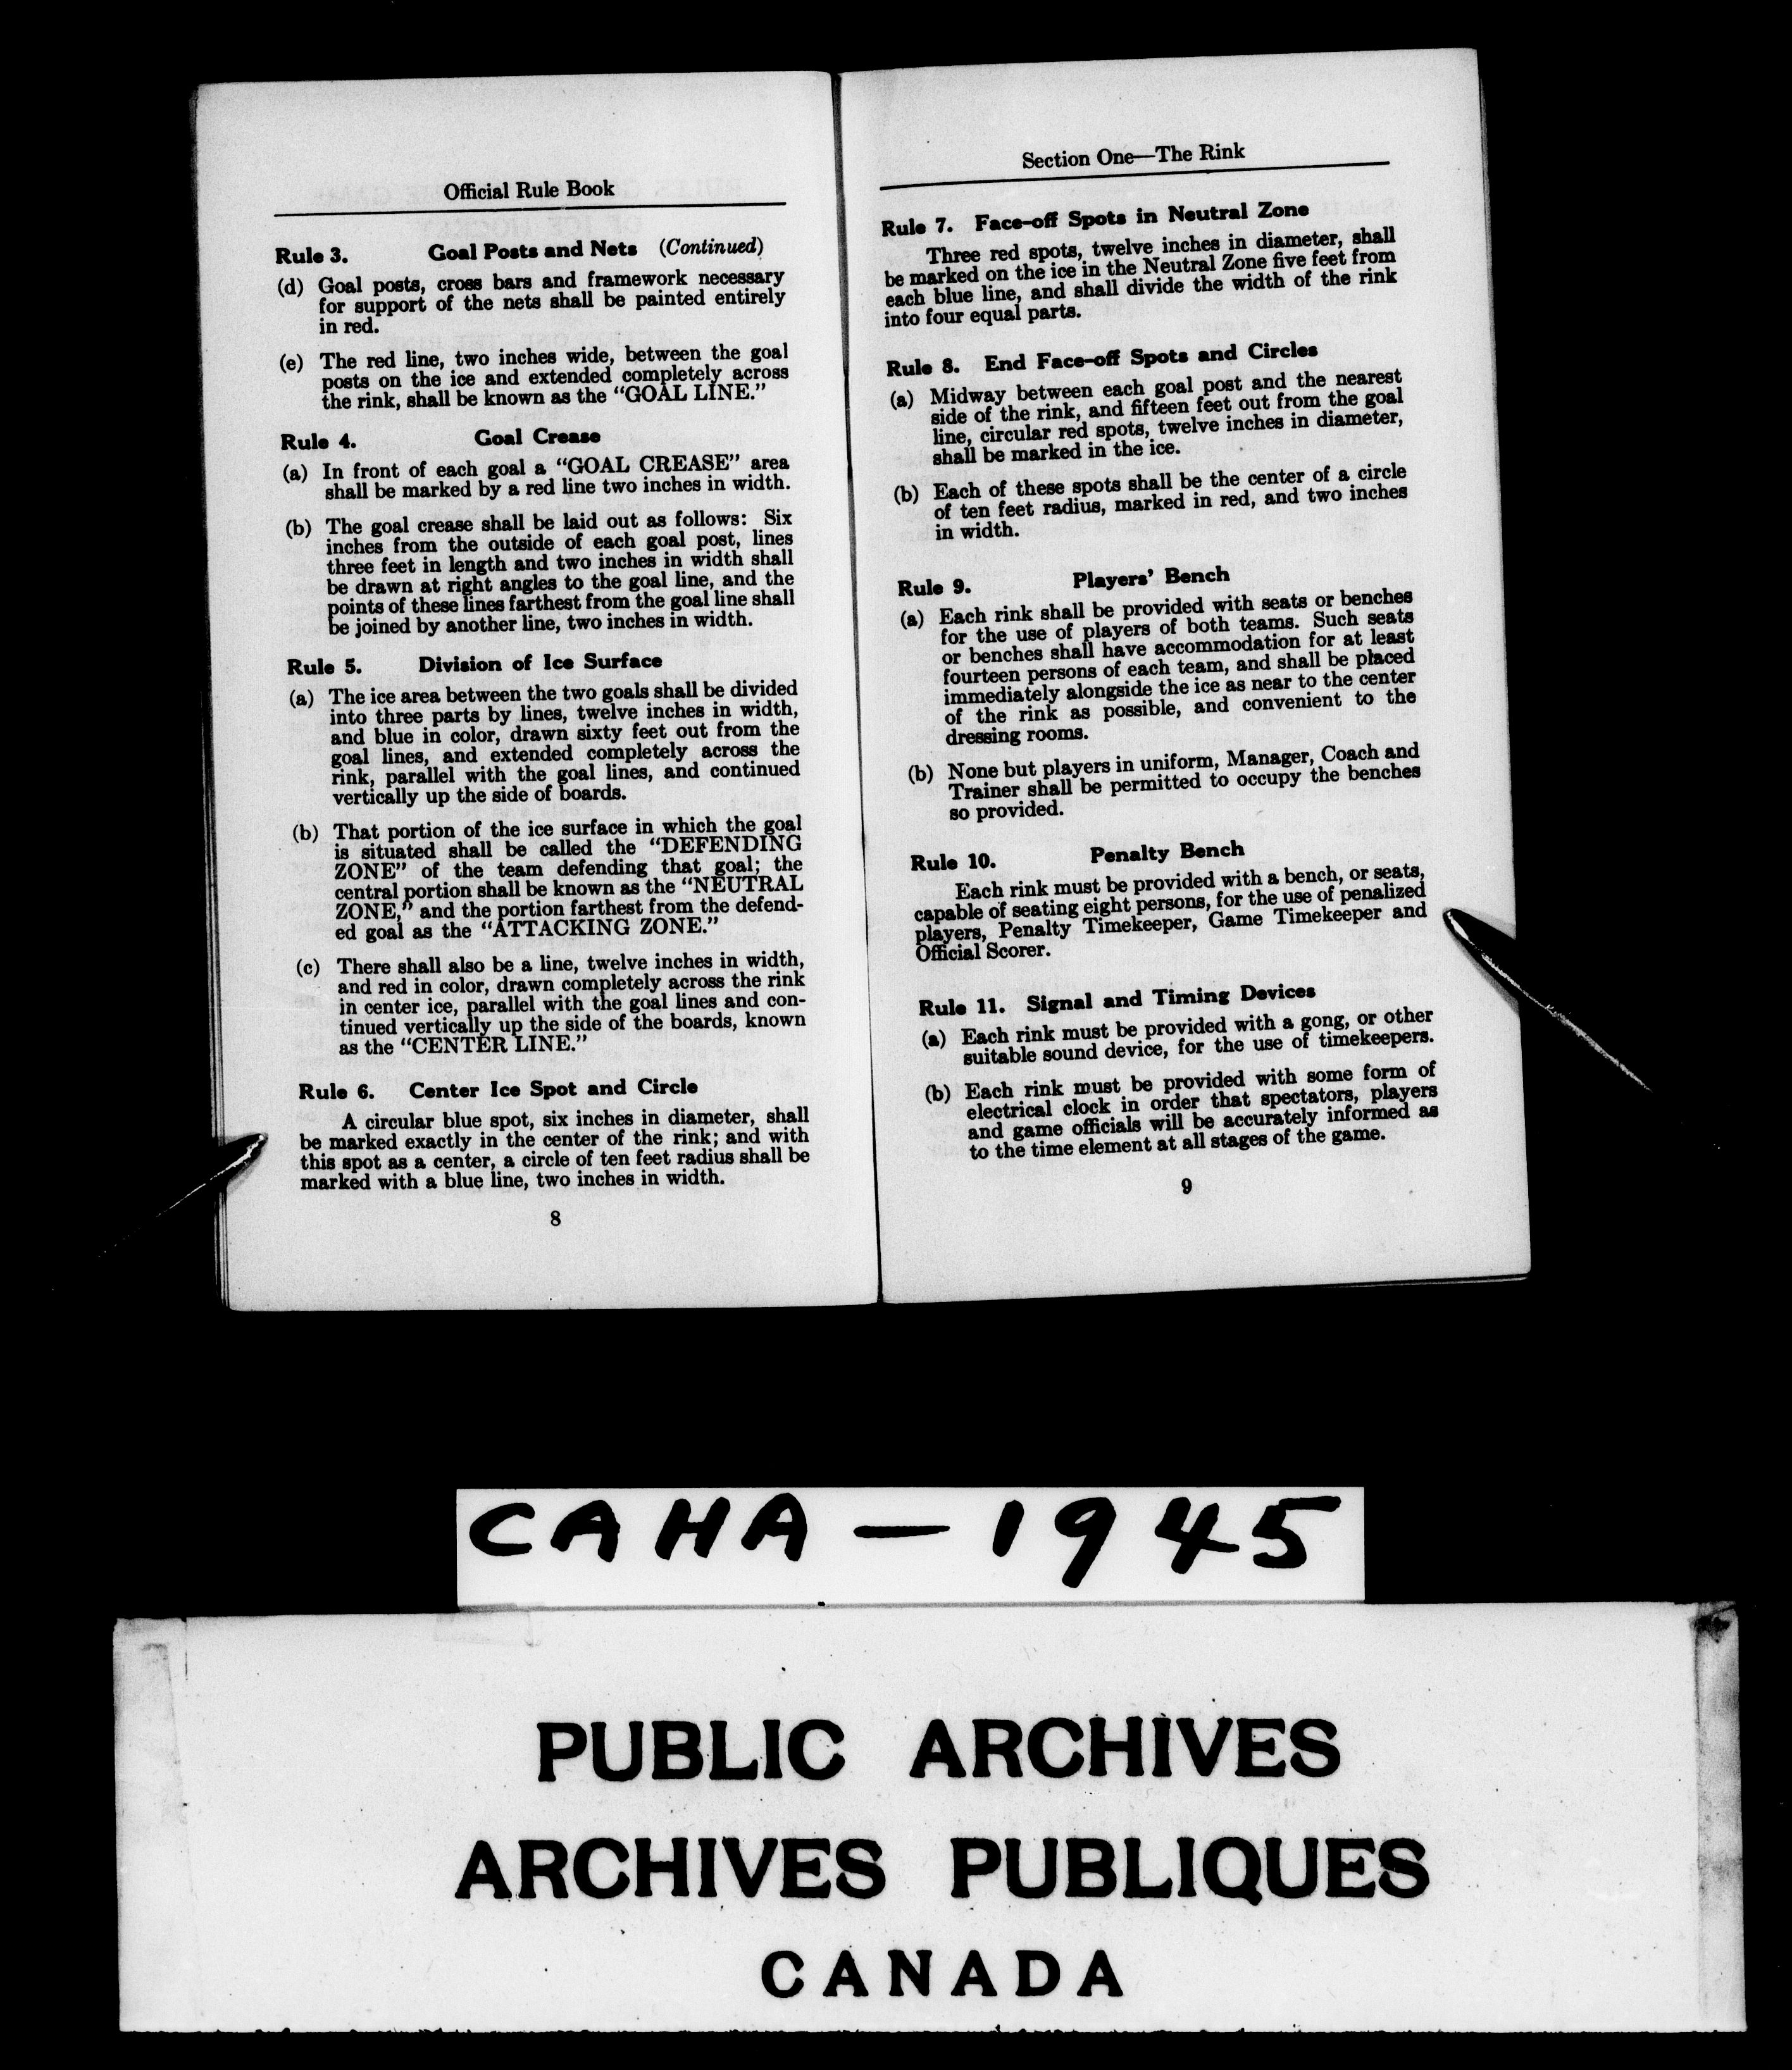 Official Rule Book
Rule 3. Goal Posts and Nets (Continued)
(d) Goal posts, cross bars and framework necessary
for support of the nets shall be painted entirely
in red.
(e) The red line, two inches wide, between the goal
posts on the ice and extended completely across
the rink, shall be known as the “GOAL LINE.”
Rule 4. Goal Crease
(a) In front of each goal a “GOAL CREASE” area
shall be marked by a red line two inches in width.
(b) The goal crease shall be laid out as follows: Six
inches from the outside of each goal post, lines
three feet in length and two inches in width shall
be drawn at right angles to the goal line, and the
points of these lines farthest from the goal line shall
be joined by another line, two inches in width.
Rule 5. Division of Ice Surface
(a) The ice area between the two goals shall be divided
into three parts by lines, twelve inches in width,
and blue in color, drawn sixty feet out from the
goal lines, and extended completely across the
rink, parallel with the goal lines, and continued
vertically up the side of boards.
(b) That portion of the ice surface in which the goal
is situated shall be called the “DEFENDING
ZONE” of the team defending that goal; the
central portion shall be known as the “NEUTRAL
ZONE,” and the portion farthest from the defend-
ed goal as the “ATTACKING ZONE.”
(c) There shall also be a line, twelve inches in width,
and red in color, drawn completely across the rink
in center ice, parallel with the goal lines and con-
tinued vertically up the side of the boards, known
as the “CENTER LINE.”
Rule 6. Center Ice Spot and Circle
A circular blue spot, six inches in diameter, shall
be marked exactly in the center of the rink; and with
this spot as a center, a circle of ten feet radius shall be
marked with a blue line, two inches in width.
8
Section One—The Rink
Rule 7. Face-off Spots in Neutral Zone
Three red spots, twelve inches in diameter, shall
be marked on the ice in the Neutral Zone five feet from
each blue line, and shall divide the width of the rink
into four equal parts.
Rule 8. End Face-off Spots and Circles
(a) Midway between each goal post and the nearest
side of the rink, and fifteen feet out from the goal
line, circular red spots, twelve inches in diameter,
shall be marked in the ice.
(b) Each of these spots shall be the center of a circle
of ten feet radius, marked in red, and two inches
in width.
Rule 9. Players’ Bench
(a) Each rink shall be provided with seats or benches
for the use of players of both teams. Such seats
or benches shall have accommodation for at least
fourteen persons of each team, and shall be placed
immediately alongside the ice as near to the center
of the rink as possible, and convenient to the
dressing rooms.
(b) None but players in uniform, Manager, Coach and
Trainer shall be permitted to occupy the benches
so provided.
Rule 10. Penalty Bench
Each rink must be provided with a bench, or seats,
capable of seating eight persons, for the use of penalized
players, Penalty Timekeeper, Game Timekeeper and
Official Scorer.
Rule 11. Signal and Timing Devices
(a) Each rink must be provided with a gong, or other
suitable sound device, for the use of timekeepers.
(b) Each rink must be provided with some form of
electrical clock in order that spectators, players
and game officials will be accurately informed as
to the time element at all stages of the game.
9
CAHA — 1945
PUBLIC ARCHIVES
ARCHIVES PUBLIQUES
CANADA